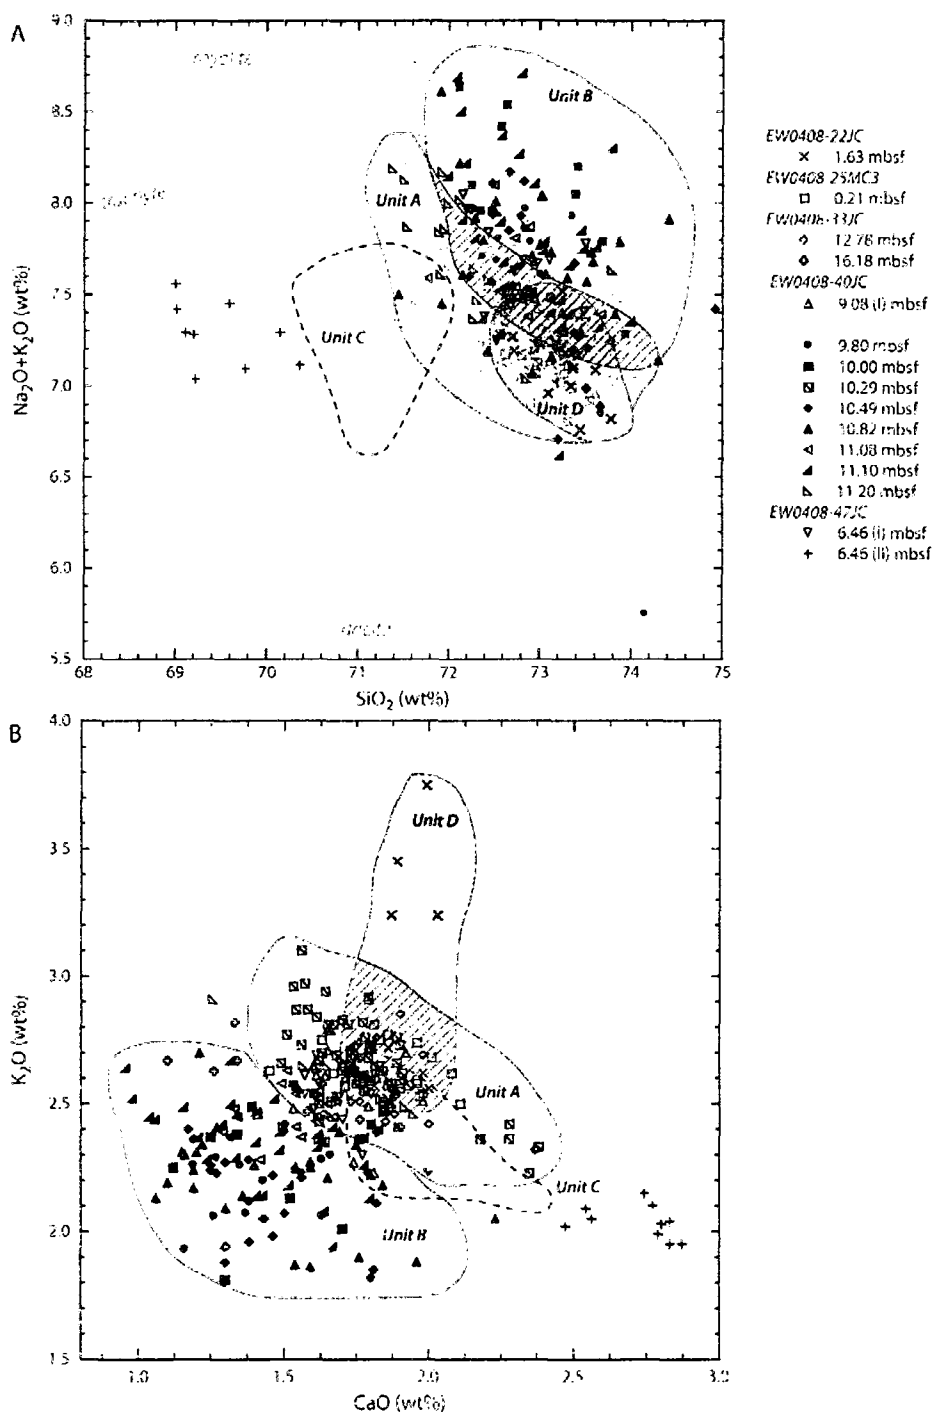 A
9.0
8.5
8.0
7.5
7.0
6.5
6.0
5.5
Na2O+K2O (wt%)
Unit B
Unit A
Unit C
Unit D
68
69
70
71
72
73
74
75
SiO2 (wt%)
EW0408-22JC
× 1.63 mbsf
EW0408-25MC3
0.21 mbsf
EW0408-33JC
12.78 mbsf
16.18 mbsf
EW0408-40JC
9.08 (i) mbsf
9.80 mbsf
10.00 mbsf
10.29 mbsf
10.49 mbsf
10.82 mbsf
11.08 mbsf
11.10 mbsf
11.20 mbsf
EW0408-47JC
6.46 (i) mbsf
+ 6.46 (ii) mbsf
B
4.0
3.5
3.0
2.5
2.0
1.5
K2O (wt%)
Unit D
Unit A
Unit C
Unit B
1.0
1.5
2.0
2.5
3.0
CaO (wt%)